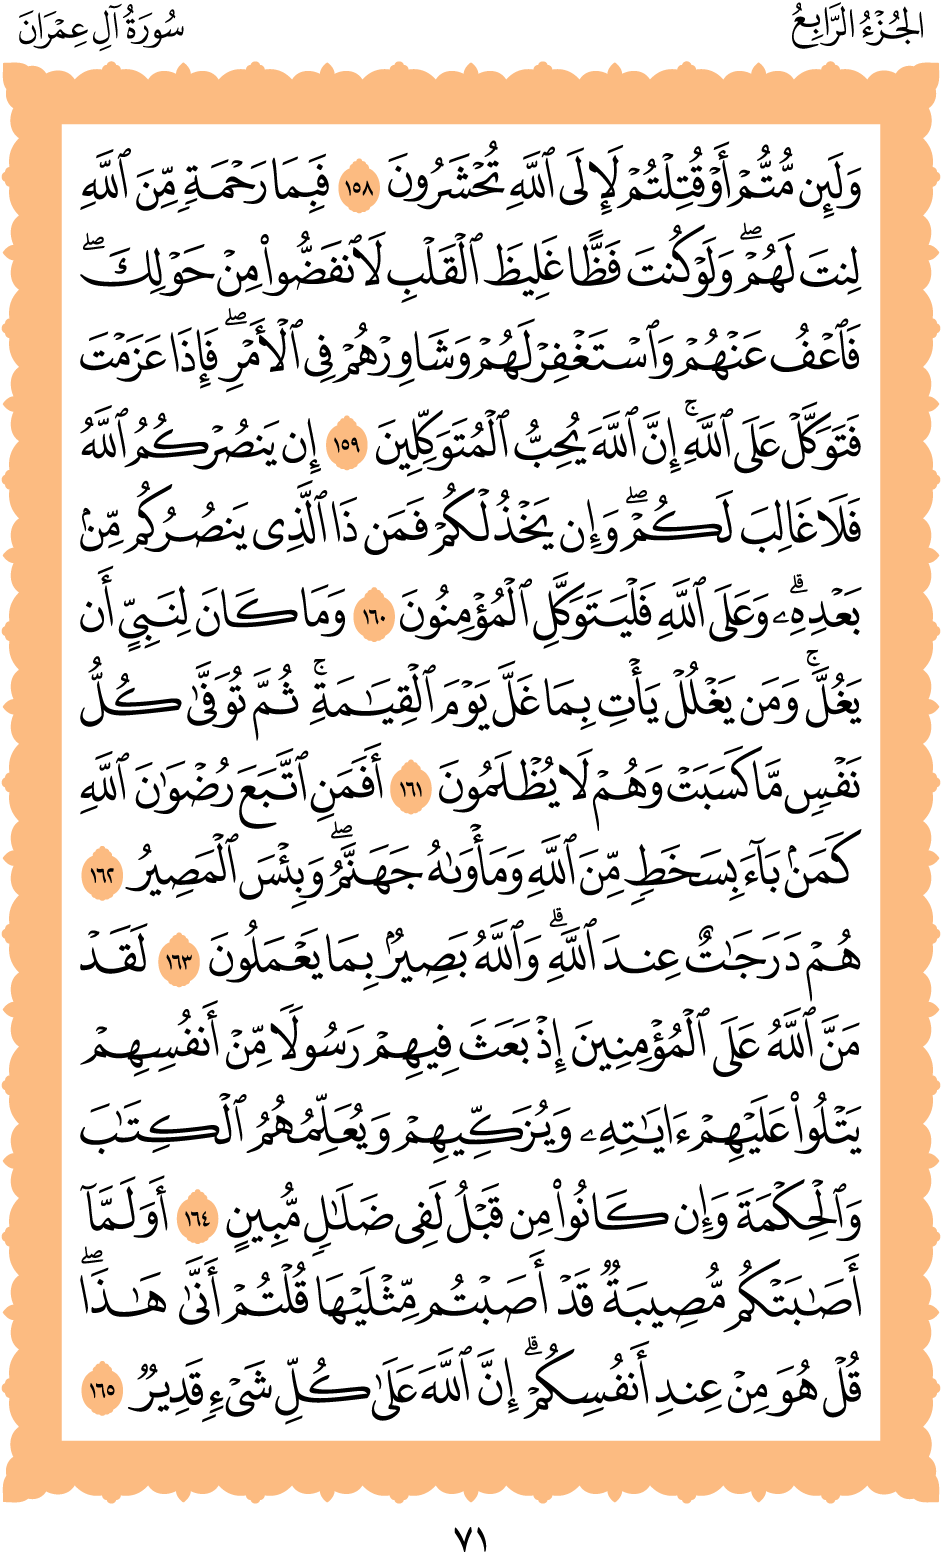 الجُزْءُ الرَّابِعُ
سُورَةُ آلِ عِمْرَانَ
وَلَئِن مُّتُّمْ أَوْ قُتِلْتُمْ لَإِلَى ٱللَّهِ تُحْشَرُونَ ١٥٨ فَبِمَا رَحْمَةٍ مِّنَ ٱللَّهِ
لِنتَ لَهُمْ ۖ وَلَوْ كُنتَ فَظًّا غَلِيظَ ٱلْقَلْبِ لَٱنفَضُّوا۟ مِنْ حَوْلِكَ ۖ
فَٱعْفُ عَنْهُمْ وَٱسْتَغْفِرْ لَهُمْ وَشَاوِرْهُمْ فِى ٱلْأَمْرِ ۖ فَإِذَا عَزَمْتَ
فَتَوَكَّلْ عَلَى ٱللَّهِ ۚ إِنَّ ٱللَّهَ يُحِبُّ ٱلْمُتَوَكِّلِينَ ١٥٩ إِن يَنصُرْكُمُ ٱللَّهُ
فَلَا غَالِبَ لَكُمْ ۖ وَإِن يَخْذُلْكُمْ فَمَن ذَا ٱلَّذِى يَنصُرُكُم مِّنۢ
بَعْدِهِۦ ۗ وَعَلَى ٱللَّهِ فَلْيَتَوَكَّلِ ٱلْمُؤْمِنُونَ ١٦٠ وَمَا كَانَ لِنَبِىٍّ أَن
يَغُلَّ ۚ وَمَن يَغْلُلْ يَأْتِ بِمَا غَلَّ يَوْمَ ٱلْقِيَـٰمَةِ ۚ ثُمَّ تُوَفَّىٰ كُلُّ
نَفْسٍ مَّا كَسَبَتْ وَهُمْ لَا يُظْلَمُونَ ١٦١ أَفَمَنِ ٱتَّبَعَ رِضْوَٰنَ ٱللَّهِ
كَمَنۢ بَآءَ بِسَخَطٍ مِّنَ ٱللَّهِ وَمَأْوَىٰهُ جَهَنَّمُ ۖ وَبِئْسَ ٱلْمَصِيرُ ١٦٢
هُمْ دَرَجَـٰتٌ عِندَ ٱللَّهِ ۗ وَٱللَّهُ بَصِيرٌۢ بِمَا يَعْمَلُونَ ١٦٣ لَقَدْ
مَنَّ ٱللَّهُ عَلَى ٱلْمُؤْمِنِينَ إِذْ بَعَثَ فِيهِمْ رَسُولًا مِّنْ أَنفُسِهِمْ
يَتْلُوا۟ عَلَيْهِمْ ءَايَـٰتِهِۦ وَيُزَكِّيهِمْ وَيُعَلِّمُهُمُ ٱلْكِتَـٰبَ
وَٱلْحِكْمَةَ وَإِن كَانُوا۟ مِن قَبْلُ لَفِى ضَلَـٰلٍ مُّبِينٍ ١٦٤ أَوَلَمَّآ
أَصَـٰبَتْكُم مُّصِيبَةٌ قَدْ أَصَبْتُم مِّثْلَيْهَا قُلْتُمْ أَنَّىٰ هَـٰذَا ۖ
قُلْ هُوَ مِنْ عِندِ أَنفُسِكُمْ ۗ إِنَّ ٱللَّهَ عَلَىٰ كُلِّ شَىْءٍ قَدِيرٌ ١٦٥
٧١